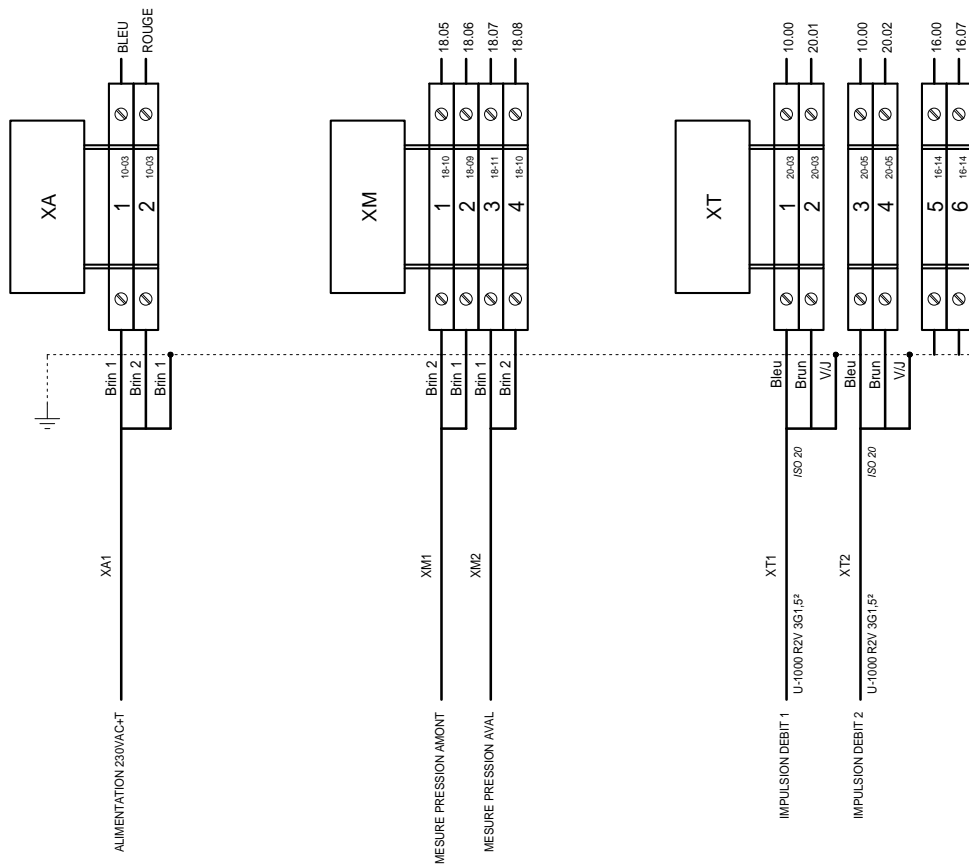 XA
BLEU
ROUGE
10-03
10-03
1
2
Brin 1
Brin 2
Brin 1
XA1
ALIMENTATION 230VAC+T
XM
18.05
18.06
18.07
18.08
18-10
18-09
18-11
18-10
1
2
3
4
Brin 2
Brin 1
Brin 1
Brin 2
XM1
XM2
MESURE PRESSION AMONT
MESURE PRESSION AVAL
XT
10.00
20.01
10.00
20.02
16.00
16.07
20-03
20-03
20-05
20-05
16-14
16-14
1
2
3
4
5
6
Bleu
Brun
V/J
Bleu
Brun
V/J
ISO 20
ISO 20
XT1
XT2
U-1000 R2V 3G1,5²
U-1000 R2V 3G1,5²
IMPULSION DEBIT 1
IMPULSION DEBIT 2